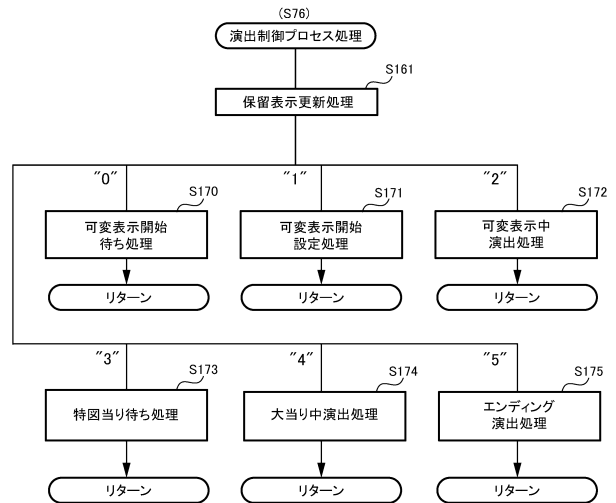 (S76)
演出制御プロセス処理
S161
保留表示更新処理
"0"
"1"
"2"
S170
S171
S172
可変表示開始
待ち処理
可変表示開始
設定処理
可変表示中
演出処理
リターン
リターン
リターン
"3"
"4"
"5"
S173
S174
S175
特図当り待ち処理
大当り中演出処理
エンディング
演出処理
リターン
リターン
リターン